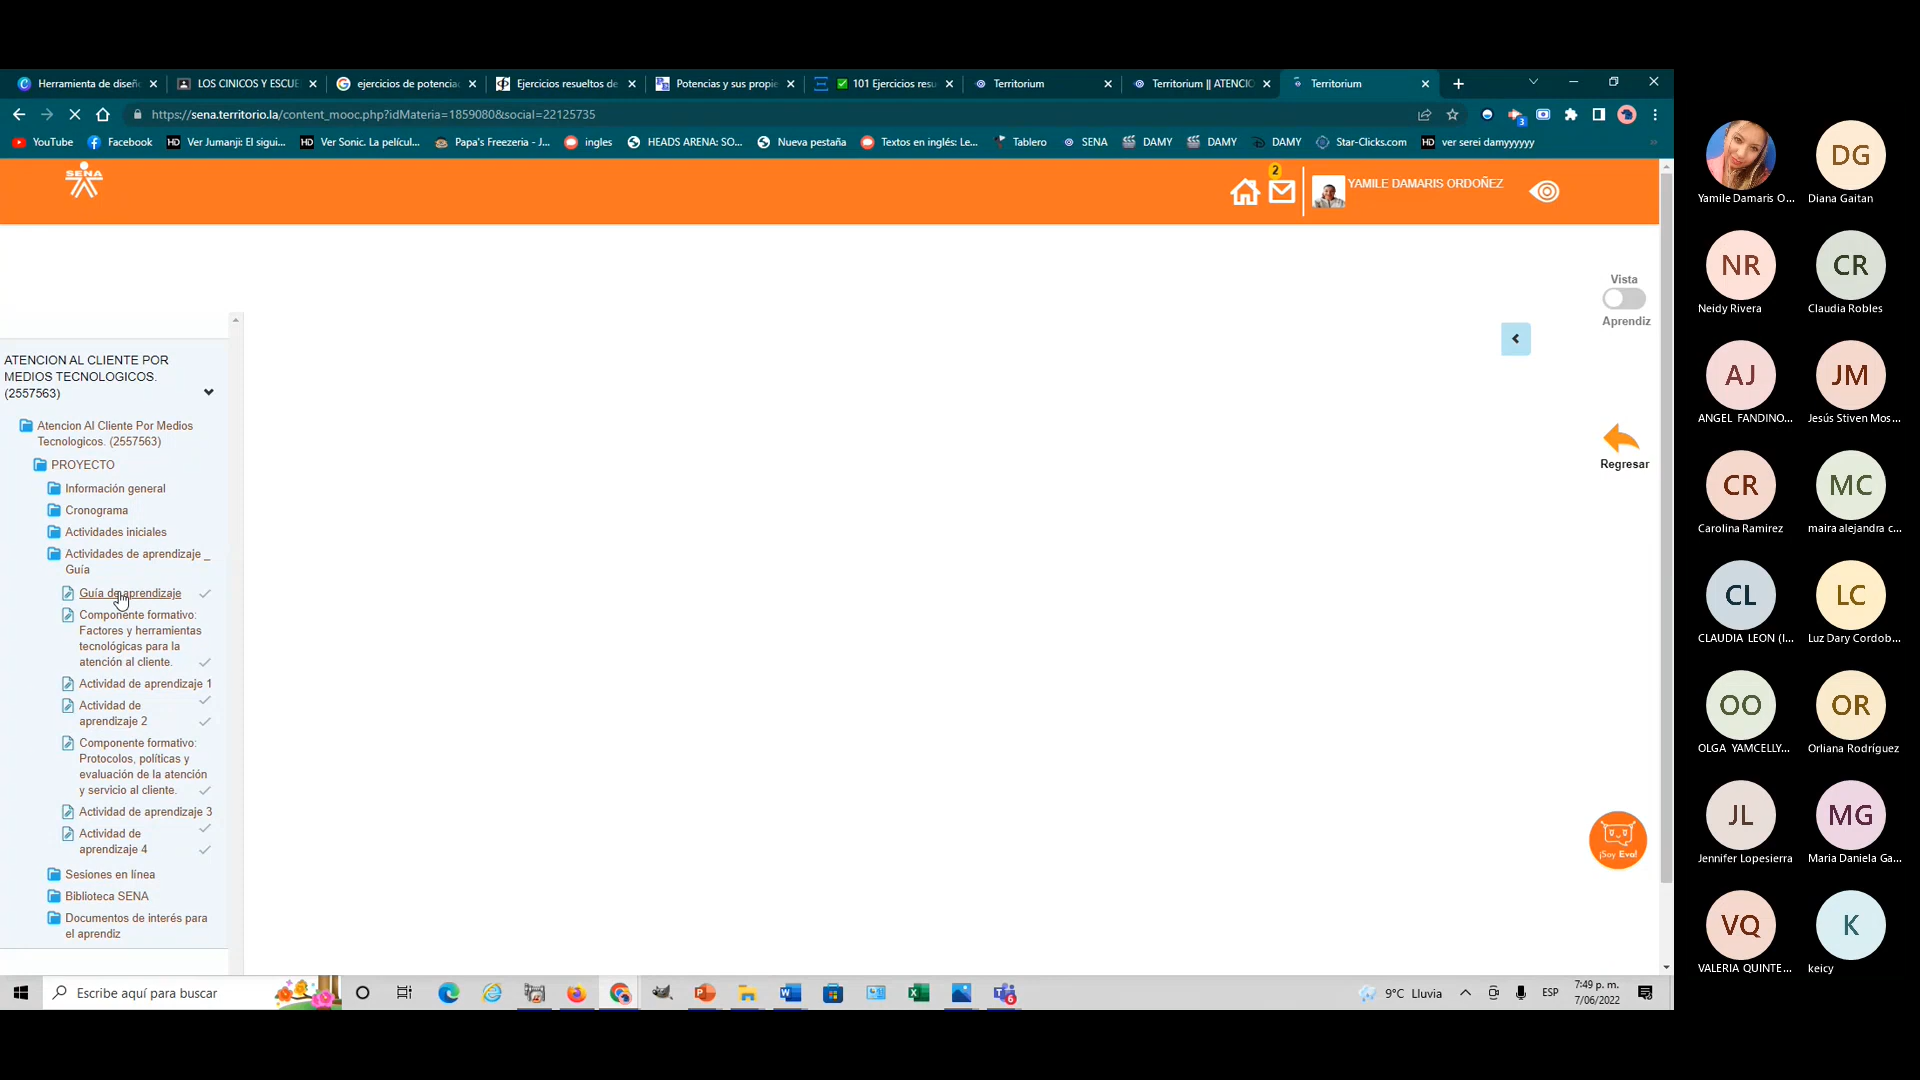 Herramienta de diseñ
LOS CINICOS Y ESCUE
ejercicios de potencia
Ejercicios resueltos de
Potencias y sus propie
101 Ejercicios resu
Territorium
Territorium || ATENCIO
Territorium
https://sena.territorio.la/content_mooc.php?idMateria=1859080&social=22125735
YouTube
Facebook
Ver Jumanji: El sigui...
Ver Sonic. La películ...
Papa's Freezeria - J...
ingles
HEADS ARENA: SO...
Nueva pestaña
Textos en inglés: Le...
Tablero
SENA
DAMY
DAMY
DAMY
Star-Clicks.com
ver serei damyyyyyy
SENA
2
YAMILE DAMARIS ORDOÑEZ
Vista
Aprendiz
Regresar
ATENCION AL CLIENTE POR
MEDIOS TECNOLOGICOS.
(2557563)
Atencion Al Cliente Por Medios
Tecnologicos. (2557563)
PROYECTO
Información general
Cronograma
Actividades iniciales
Actividades de aprendizaje _
Guía
Guía de aprendizaje
Componente formativo:
Factores y herramientas
tecnológicas para la
atención al cliente.
Actividad de aprendizaje 1
Actividad de
aprendizaje 2
Componente formativo:
Protocolos, políticas y
evaluación de la atención
y servicio al cliente.
Actividad de aprendizaje 3
Actividad de
aprendizaje 4
Sesiones en línea
Biblioteca SENA
Documentos de interés para
el aprendiz
¡Soy Eva!
Escribe aquí para buscar
6
9°C Lluvia
ESP
7:49 p. m.
7/06/2022
Yamile Damaris O...
DG
Diana Gaitan
NR
Neidy Rivera
CR
Claudia Robles
AJ
ANGEL FANDINO...
JM
Jesús Stiven Mos...
CR
Carolina Ramirez
MC
maira alejandra c...
CL
CLAUDIA LEON (I...
LC
Luz Dary Cordob...
OO
OLGA YAMCELLY...
OR
Orliana Rodríguez
JL
Jennifer Lopesierra
MG
Maria Daniela Ga...
VQ
VALERIA QUINTE...
K
keicy